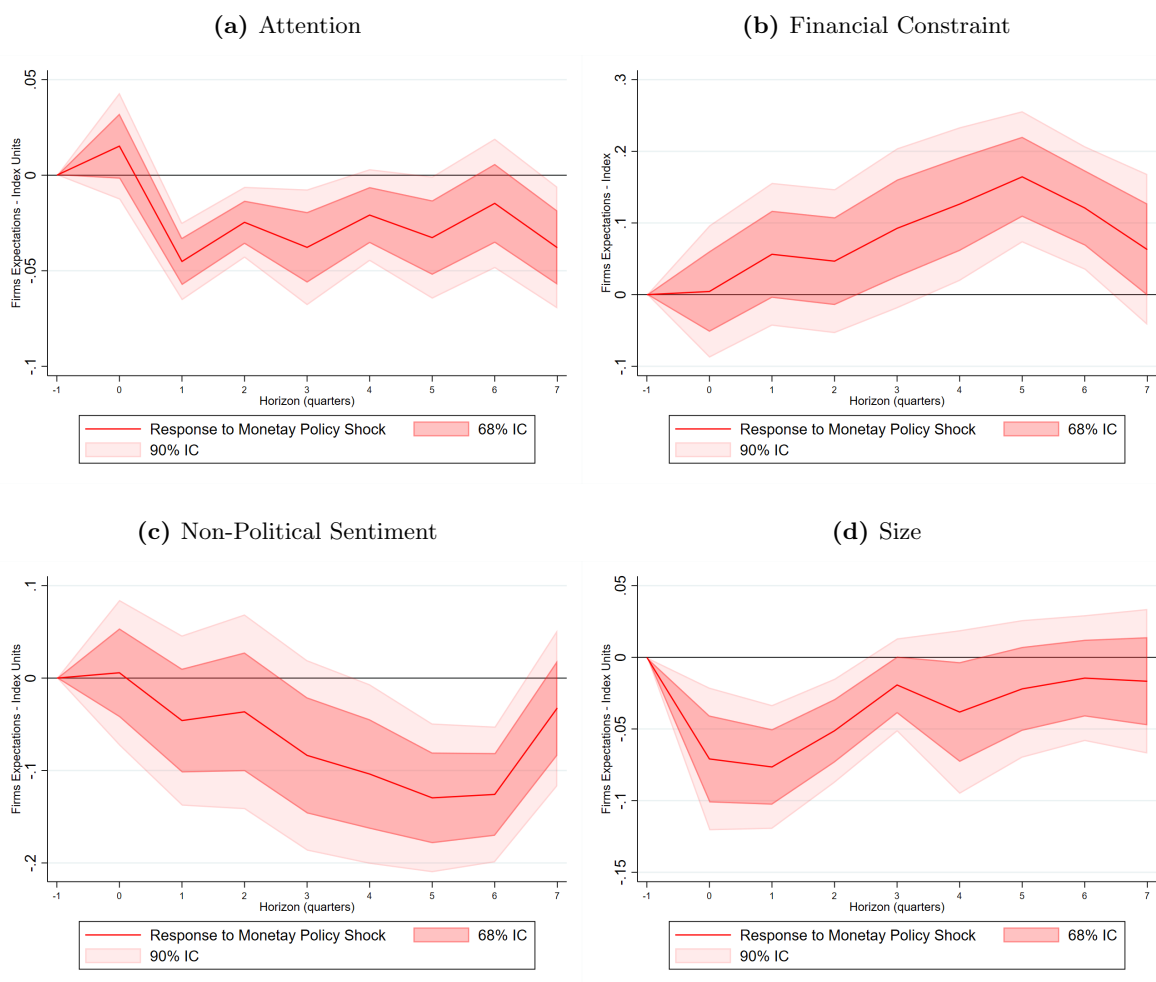 (a) Attention
Firms Expectations - Index Units
.05
0
-.05
-.1
-1 0 1 2 3 4 5 6 7
Horizon (quarters)
Response to Monetay Policy Shock 68% IC
90% IC
(b) Financial Constraint
Firms Expectations - Index
.3
.2
.1
0
-.1
-1 0 1 2 3 4 5 6 7
Horizon (quarters)
Response to Monetay Policy Shock 68% IC
90% IC
(c) Non-Political Sentiment
Firms Expectations - Index Units
.1
0
-.1
-.2
-1 0 1 2 3 4 5 6 7
Horizon (quarters)
Response to Monetay Policy Shock 68% IC
90% IC
(d) Size
Firms Expectations - Index Units
.05
0
-.05
-.1
-.15
-1 0 1 2 3 4 5 6 7
Horizon (quarters)
Response to Monetay Policy Shock 68% IC
90% IC